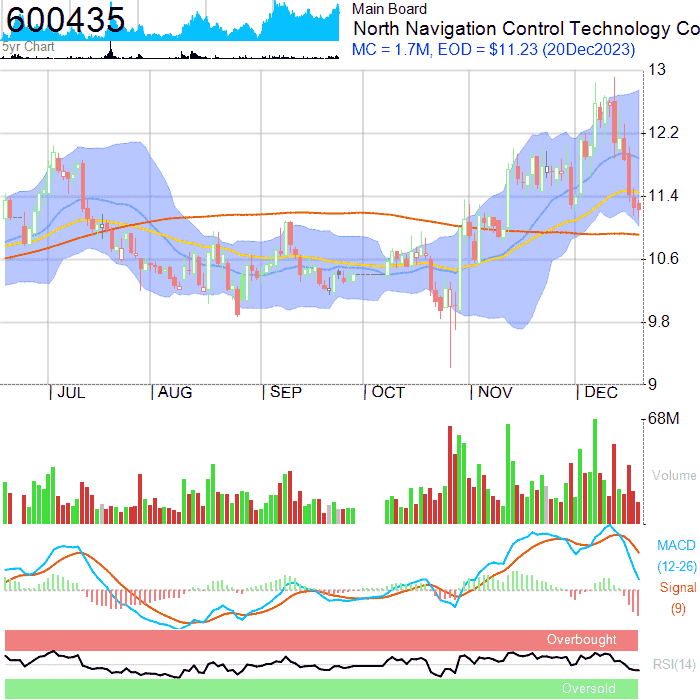 600435
5yr Chart
Main Board
North Navigation Control Technology Co
MC = 1.7M, EOD = $11.23 (20Dec2023)
13
12.2
11.4
10.6
9.8
9
JUL
AUG
SEP
OCT
NOV
DEC
68M
Volume
MACD
(12-26)
Signal
(9)
Overbought
RSI(14)
Oversold